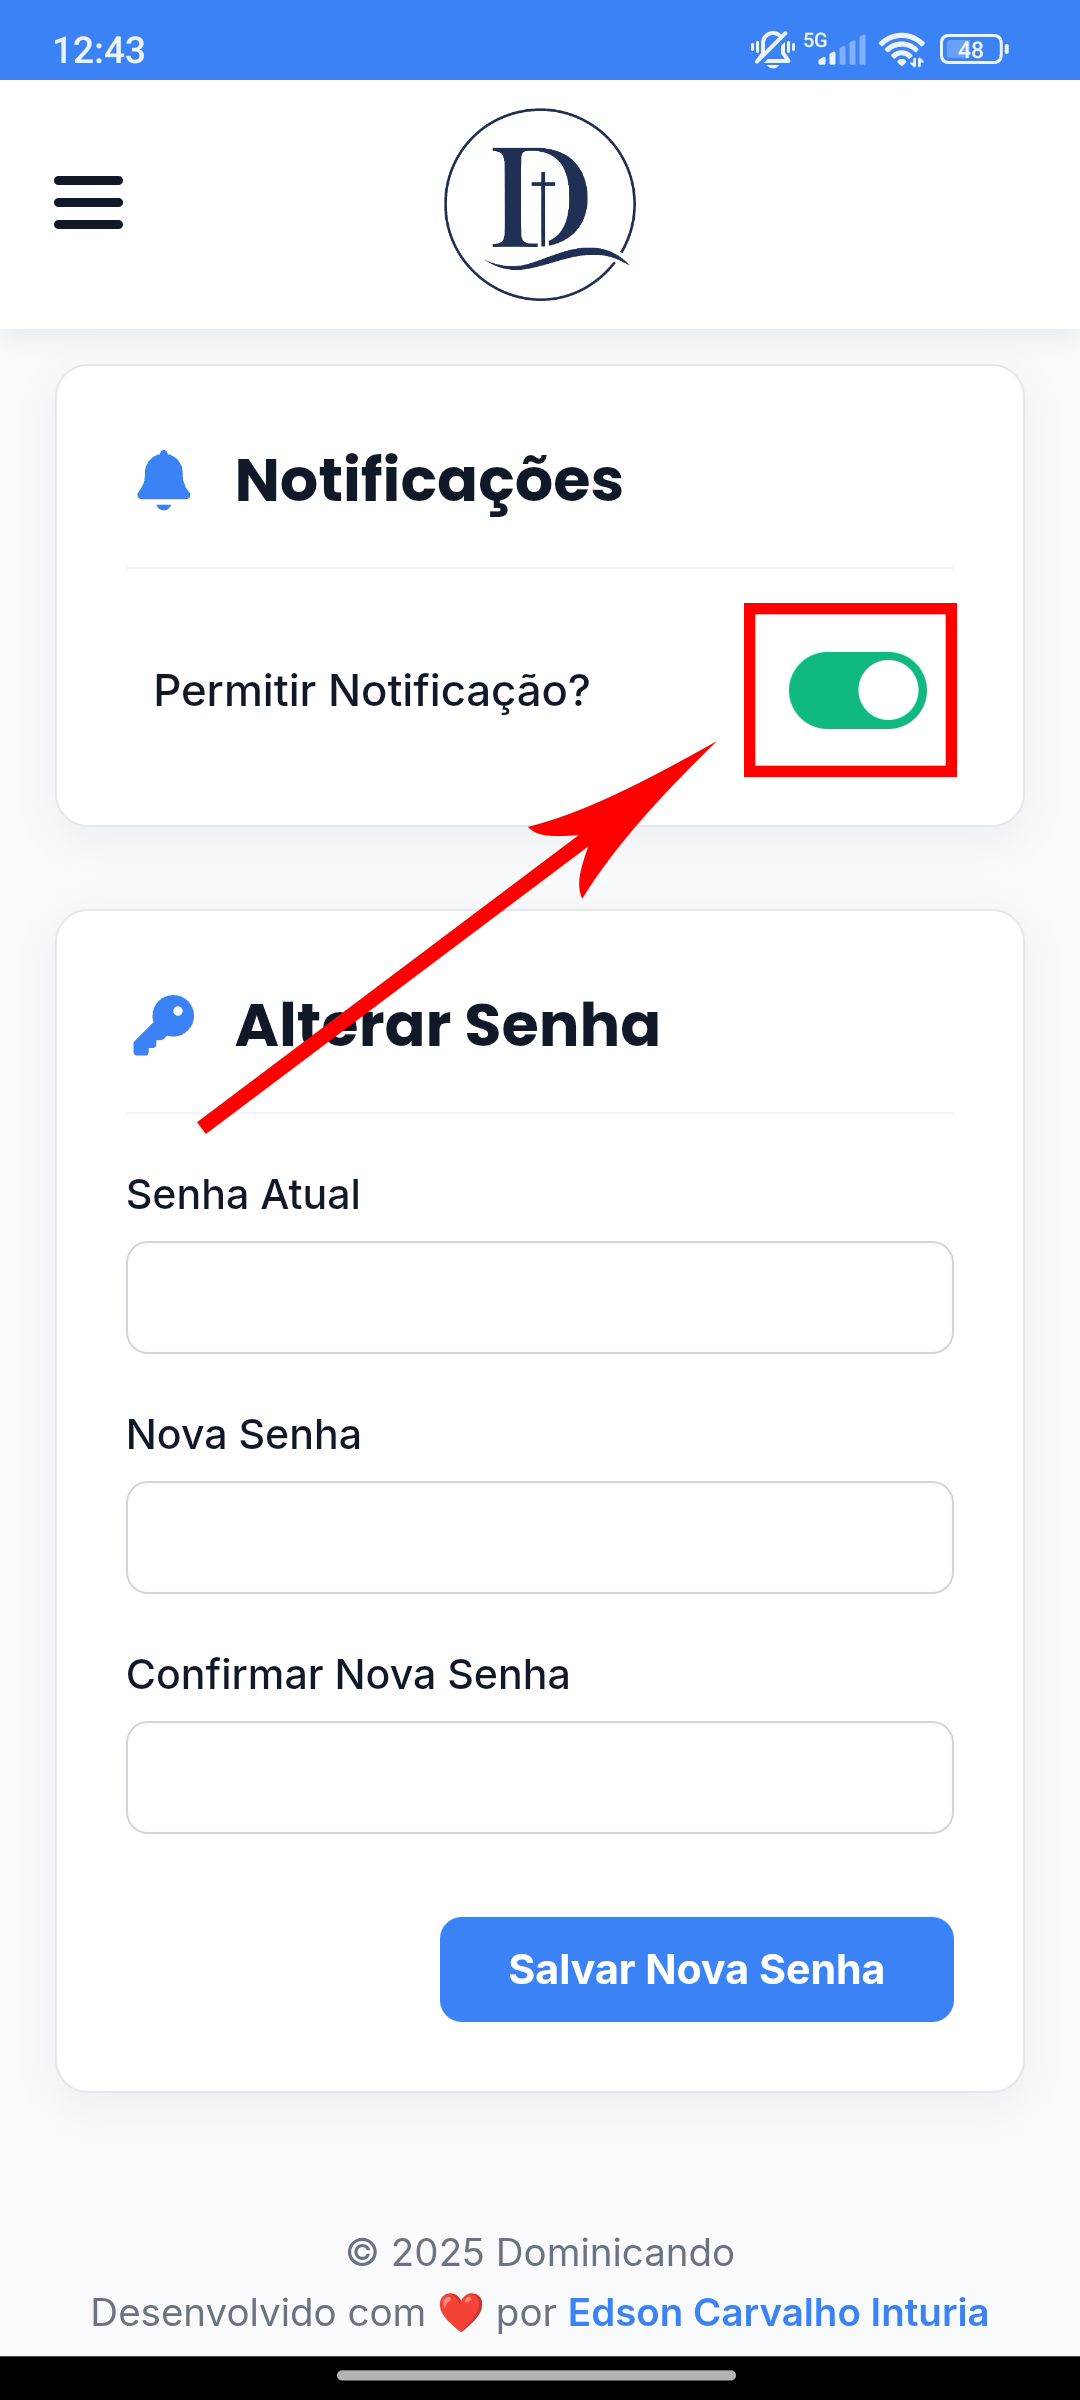 12:43
5G
48
D
Notificações
Permitir Notificação?
Alterar Senha
Senha Atual
Nova Senha
Confirmar Nova Senha
Salvar Nova Senha
© 2025 Dominicando
Desenvolvido com ❤️ por Edson Carvalho Inturia